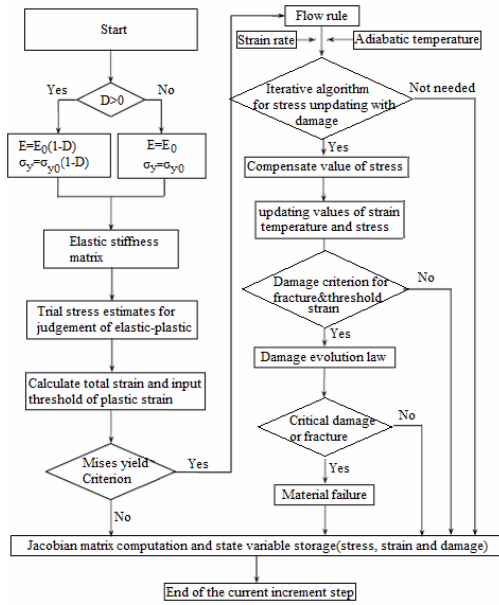 Start
Yes
D>0
No
E=E0(1-D)
σy=σy0(1-D)
E=E0
σy=σy0
Elastic stiffness
matrix
Trial stress estimates for
judgement of elastic-plastic
Calculate total strain and input
threshold of plastic strain
Mises yield
Criterion
Yes
No
Flow rule
Strain rate
Adiabatic temperature
Iterative algorithm
for stress unpdating with
damage
Not needed
Yes
Compensate value of stress
updating values of strain
temperature and stress
Damage criterion for
fracture&threshold
strain
No
Yes
Damage evolution law
Critical damage
or fracture
No
Yes
Material failure
Jacobian matrix computation and state variable storage(stress, strain and damage)
End of the current increment step